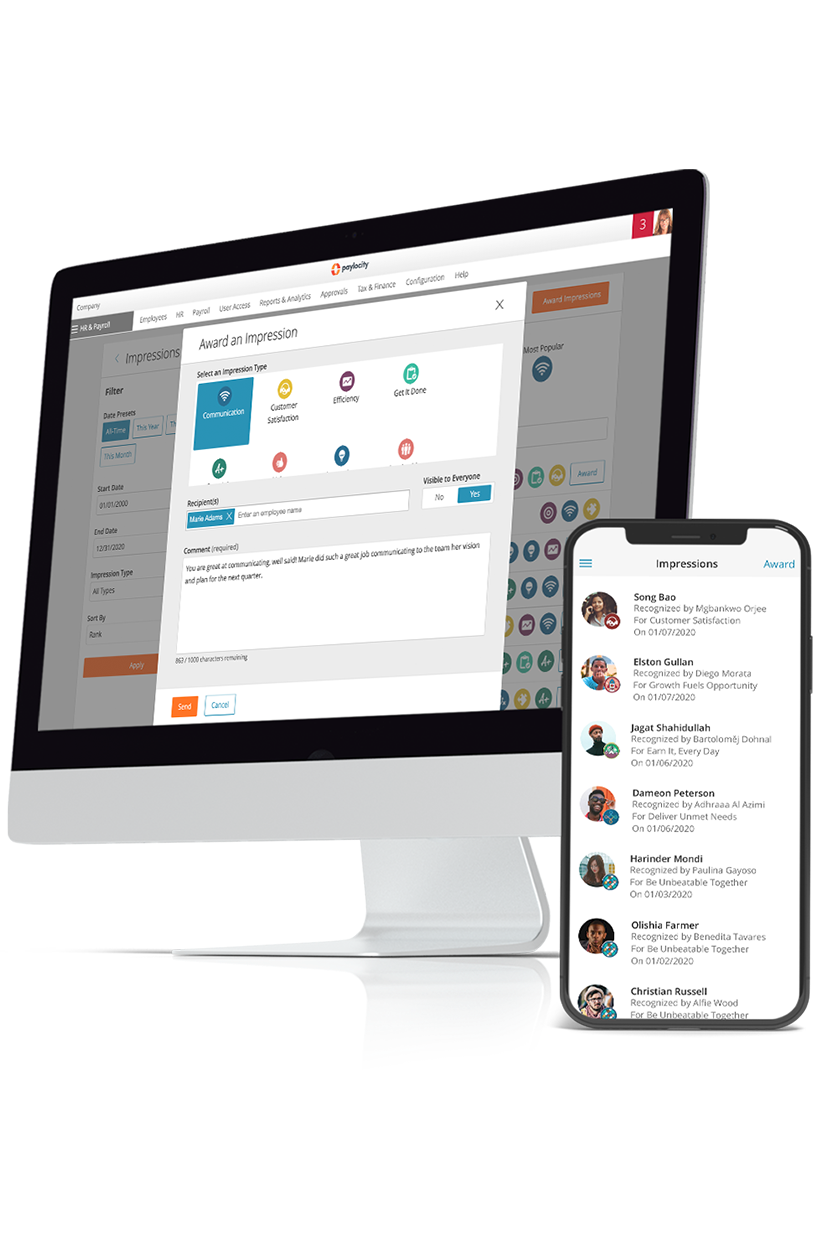 paylocity
3
Company
HR & Payroll
Employees
HR
Payroll
User Access
Reports & Analytics
Approvals
Tax & Finance
Configuration
Help
Impressions
Filter
Date Presets
All-Time
This Year
Th
This Month
Start Date
01/01/2000
End Date
12/31/2020
Impression Type
All Types
Sort By
Rank
Apply
Award an Impression
X
Select an Impression Type
Communication
Customer
Satisfaction
Efficiency
Get It Done
A+
Recipient(s)
Marie Adams X
Enter an employee name
Visible to Everyone
No
Yes
Comment (required)
You are great at communicating, well said! Marie did such a great job communicating to the team her vision
and plan for the next quarter.
863 / 1000 characters remaining
Send
Cancel
Award Impressions
Most Popular
Award
A+
A+
Impressions
Award
Song Bao
Recognized by Mgbankwo Orjee
For Customer Satisfaction
On 01/07/2020
Elston Gullan
Recognized by Diego Morata
For Growth Fuels Opportunity
On 01/07/2020
Jagat Shahidullah
Recognized by Bartoloměj Dohnal
For Earn It, Every Day
On 01/06/2020
Dameon Peterson
Recognized by Adhraaa Al Azimi
For Deliver Unmet Needs
On 01/06/2020
Harinder Mondi
Recognized by Paulina Gayoso
For Be Unbeatable Together
On 01/03/2020
Olishia Farmer
Recognized by Benedita Tavares
For Be Unbeatable Together
On 01/02/2020
Christian Russell
Recognized by Alfie Wood
For Be Unbeatable Together